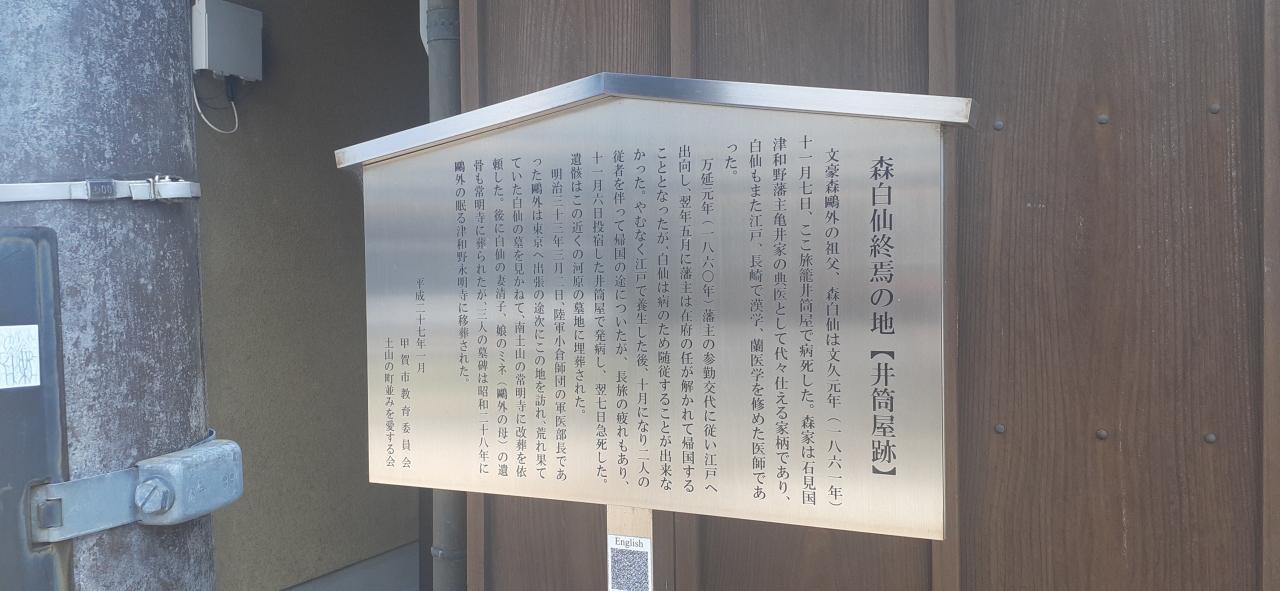 森白仙終焉の地【井筒屋跡】
文豪森鷗外の祖父、森白仙は文久元年（一八六一年）
十一月七日、ここ旅籠井筒屋で病死した。森家は石見国
津和野藩主亀井家の典医として代々仕える家柄であり、
白仙もまた江戸、長崎で漢学、蘭医学を修めた医師であ
った。
万延元年（一八六〇年）藩主の参勤交代に従い江戸へ
出向し、翌年五月に藩主は在府の任が解かれて帰国する
こととなったが、白仙は病のため随従することが出来な
かった。やむなく江戸で養生した後、十月になり二人の
従者を伴って帰国の途についたが、長旅の疲れもあり、
十一月六日投宿した井筒屋で発病し、翌七日急死した。
遺骸はこの近くの河原の墓地に埋葬された。
明治三十三年三月二日、陸軍小倉師団の軍医部長であ
った鷗外は東京へ出張の途次にこの地を訪れ、荒れ果て
ていた白仙の墓を見かねて、南土山の常明寺に改葬を依
頼した。後に白仙の妻清子、娘のミネ（鷗外の母）の遺
骨も常明寺に葬られたが、三人の墓碑は昭和二十八年に
鷗外の眠る津和野永明寺に移葬された。
平成二十七年一月
甲賀市教育委員会
土山の町並みを愛する会
English